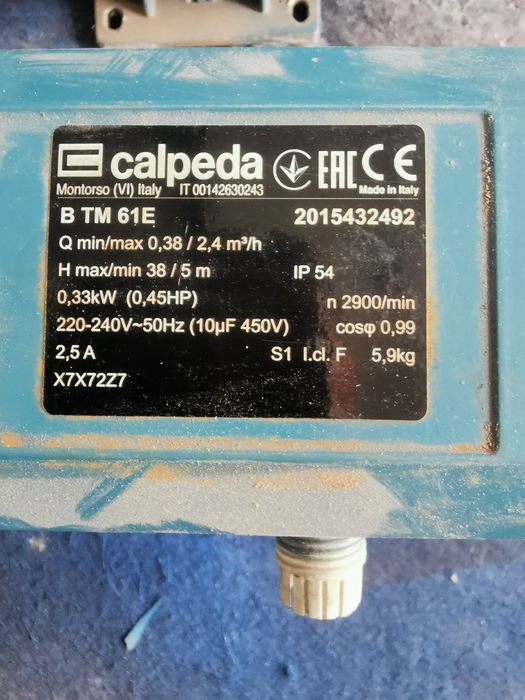 calpeda EAC CE
Montorso (VI) Italy IT 00142630243 Made in Italy
B TM 61E 2015432492
Q min/max 0,38 / 2,4 m³/h
H max/min 38 / 5 m IP 54
0,33kW (0,45HP) n 2900/min
220-240V~50Hz (10µF 450V) cosφ 0,99
2,5 A S1 I.cl. F 5,9kg
X7X72Z7